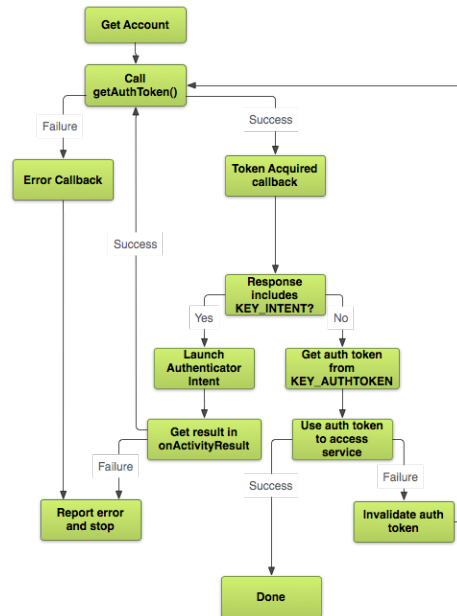 Get Account
Call
getAuthToken()
Failure
Success
Error Callback
Token Acquired
callback
Success
Response
includes
KEY_INTENT?
Yes
No
Launch
Authenticator
Intent
Get auth token
from
KEY_AUTHTOKEN
Get result in
onActivityResult
Use auth token
to access
service
Failure
Success
Failure
Report error
and stop
Invalidate auth
token
Done